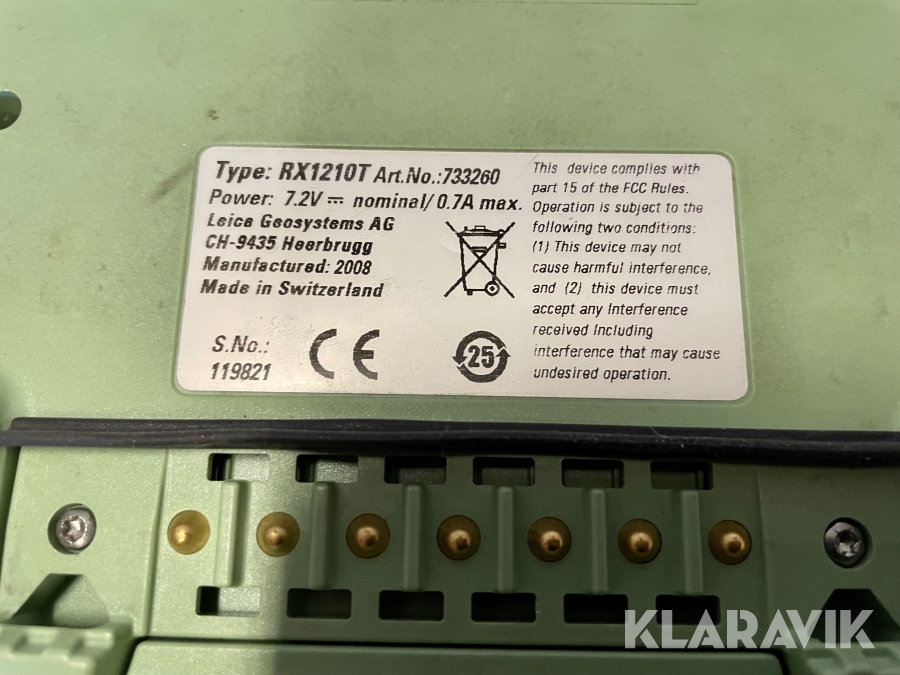 Type: RX1210T Art.No.:733260
Power: 7.2V nominal/ 0.7A max.
Leica Geosystems AG
CH-9435 Heerbrugg
Manufactured: 2008
Made in Switzerland
S.No.:
119821
CE
25
This device complies with
part 15 of the FCC Rules.
Operation is subject to the
following two conditions:
(1) This device may not
cause harmful interference,
and (2) this device must
accept any Interference
received Including
interference that may cause
undesired operation.
KLARAVIK